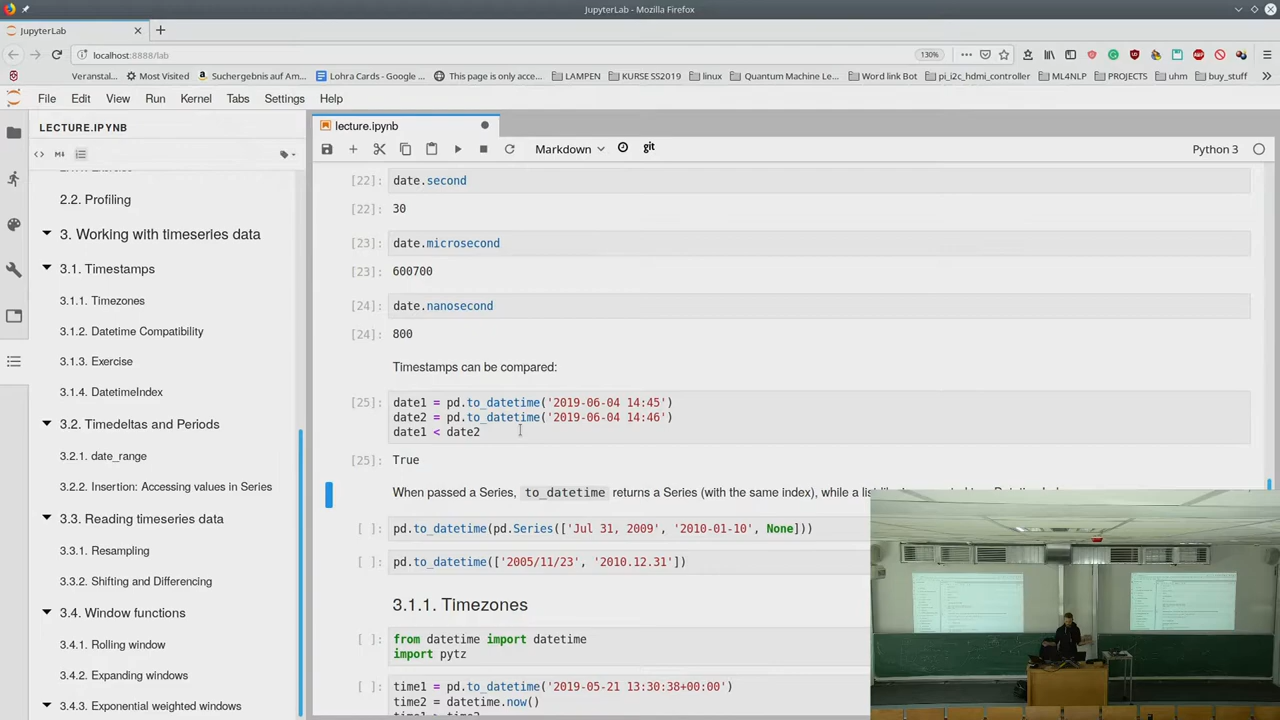 JupyterLab - Mozilla Firefox
JupyterLab
localhost:8888/lab
130%
Veranstal...
Most Visited
Suchergebnis auf Am...
Lohra Cards - Google ...
This page is only acce...
LAMPEN
KURSE SS2019
linux
Quantum Machine Le...
Word link Bot
pi_i2c_hdmi_controller
ML4NLP
PROJECTS
uhm
buy_stuff
File Edit View Run Kernel Tabs Settings Help
LECTURE.IPYNB
2.2. Profiling
3. Working with timeseries data
3.1. Timestamps
3.1.1. Timezones
3.1.2. Datetime Compatibility
3.1.3. Exercise
3.1.4. DatetimeIndex
3.2. Timedeltas and Periods
3.2.1. date_range
3.2.2. Insertion: Accessing values in Series
3.3. Reading timeseries data
3.3.1. Resampling
3.3.2. Shifting and Differencing
3.4. Window functions
3.4.1. Rolling window
3.4.2. Expanding windows
3.4.3. Exponential weighted windows
lecture.ipynb
Markdown
git
Python 3
[22]: date.second
[22]: 30
[23]: date.microsecond
[23]: 600700
[24]: date.nanosecond
[24]: 800
Timestamps can be compared:
[25]: date1 = pd.to_datetime('2019-06-04 14:45')
date2 = pd.to_datetime('2019-06-04 14:46')
date1 < date2
[25]: True
When passed a Series, to_datetime returns a Series (with the same index), while a
[ ]: pd.to_datetime(pd.Series(['Jul 31, 2009', '2010-01-10', None]))
[ ]: pd.to_datetime(['2005/11/23', '2010.12.31'])
3.1.1. Timezones
[ ]: from datetime import datetime
import pytz
[ ]: time1 = pd.to_datetime('2019-05-21 13:30:38+00:00')
time2 = datetime.now()